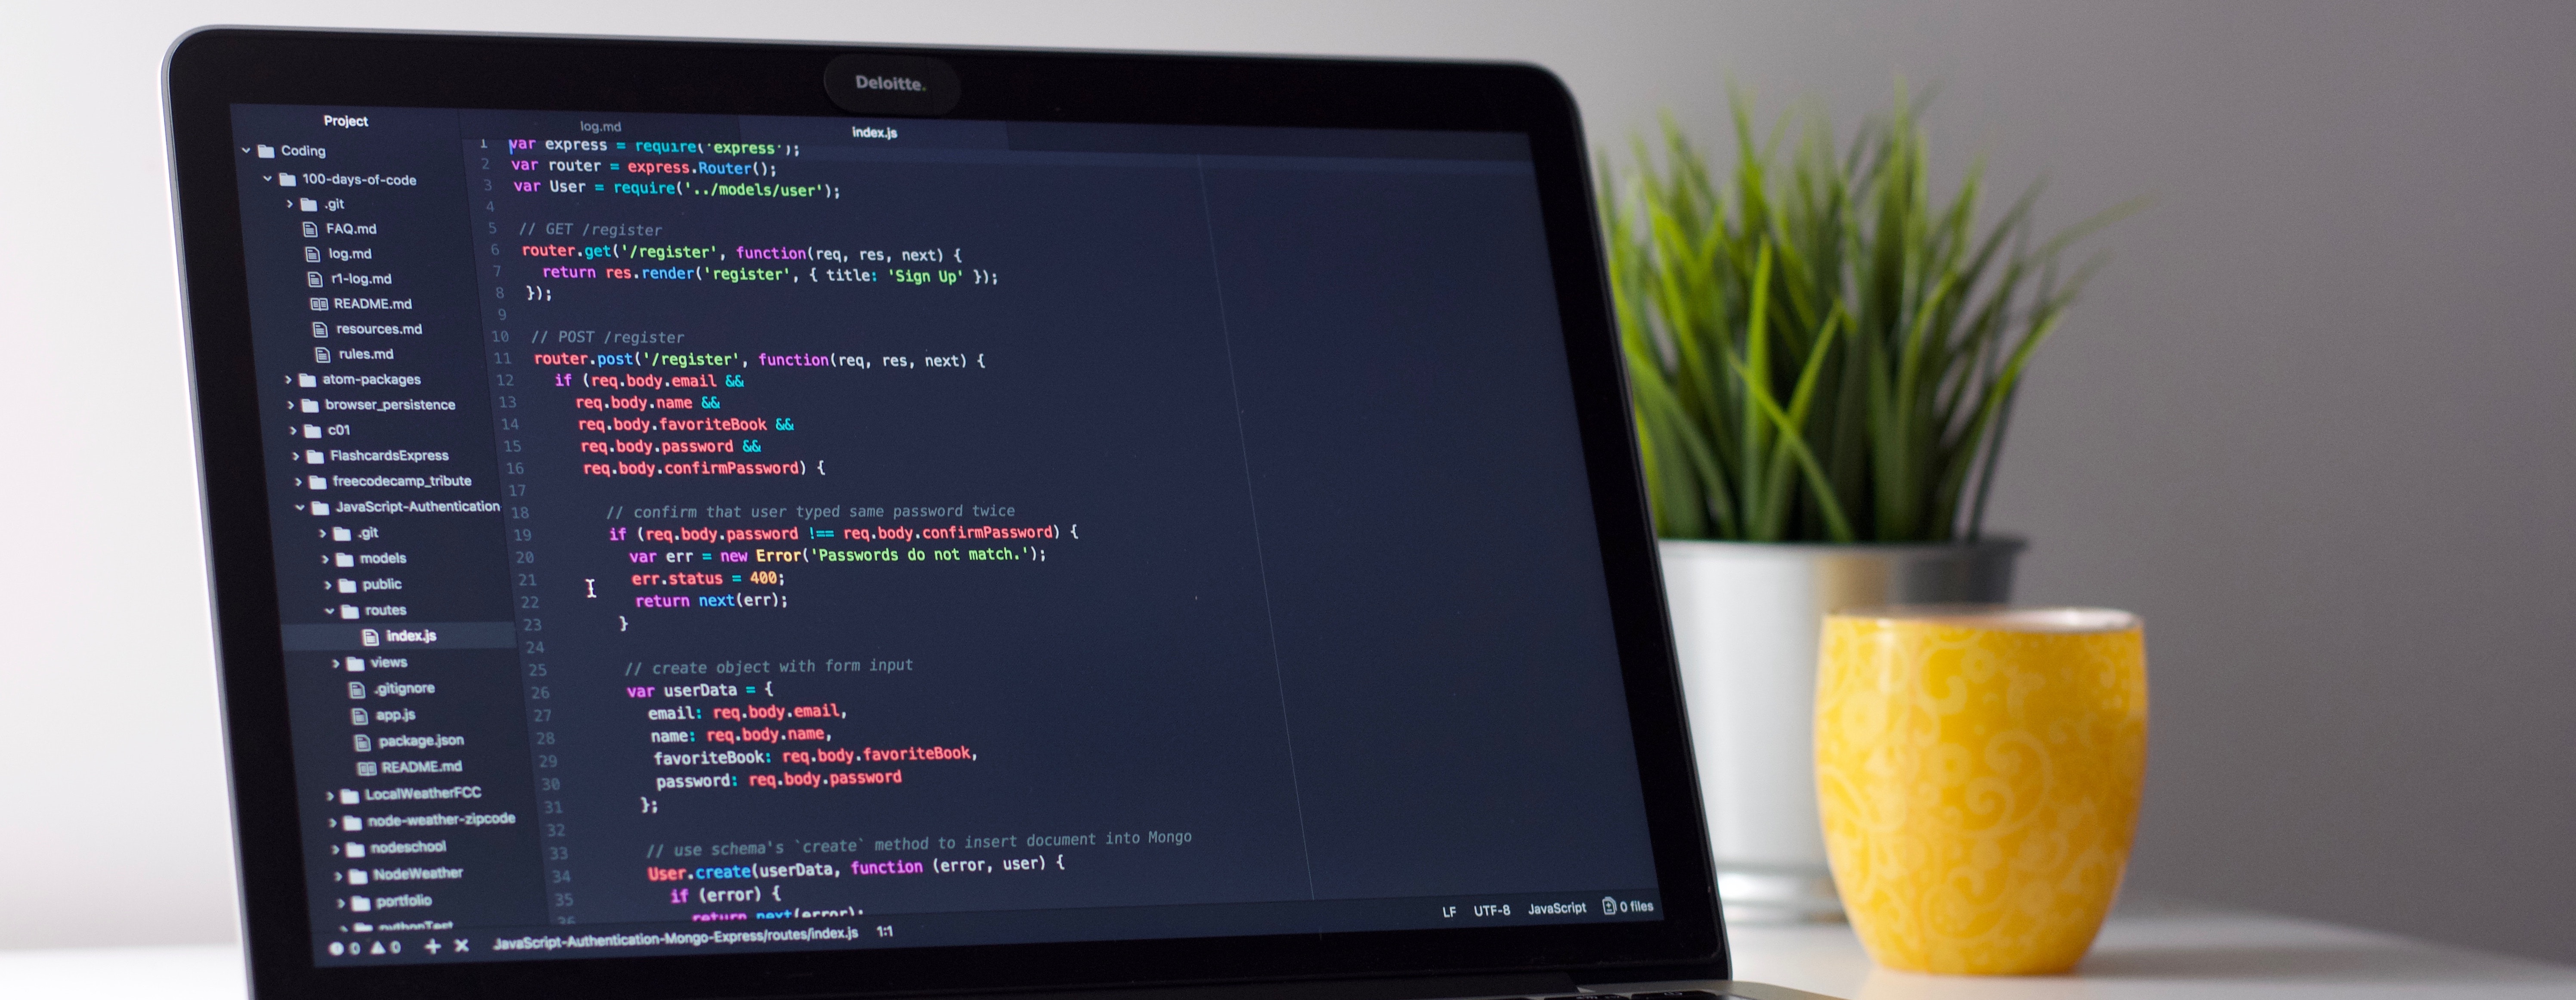 Deloitte.
Project
Coding
100-days-of-code
.git
FAQ.md
log.md
r1-log.md
README.md
resources.md
rules.md
atom-packages
browser_persistence
c01
FlashcardsExpress
freecodecamp_tribute
JavaScript-Authentication
.git
models
public
routes
index.js
views
.gitignore
app.js
package.json
README.md
LocalWeatherFCC
node-weather-zipcode
nodeschool
NodeWeather
portfolio
pythonTest
log.md
index.js
1 var express = require('express');
2 var router = express.Router();
3 var User = require('../models/user');
4
5 // GET /register
6 router.get('/register', function(req, res, next) {
7 return res.render('register', { title: 'Sign Up' });
8 });
9
10 // POST /register
11 router.post('/register', function(req, res, next) {
12 if (req.body.email &&
13 req.body.name &&
14 req.body.favoriteBook &&
15 req.body.password &&
16 req.body.confirmPassword) {
17
18 // confirm that user typed same password twice
19 if (req.body.password !== req.body.confirmPassword) {
20 var err = new Error('Passwords do not match.');
21 err.status = 400;
22 return next(err);
23 }
24
25 // create object with form input
26 var userData = {
27 email: req.body.email,
28 name: req.body.name,
29 favoriteBook: req.body.favoriteBook,
30 password: req.body.password
31 };
32
33 // use schema's `create` method to insert document into Mongo
34 User.create(userData, function (error, user) {
35 if (error) {
36 return next(error);
0 0 JavaScript-Authentication-Mongo-Express/routes/index.js 1:1
LF UTF-8 JavaScript 0 files